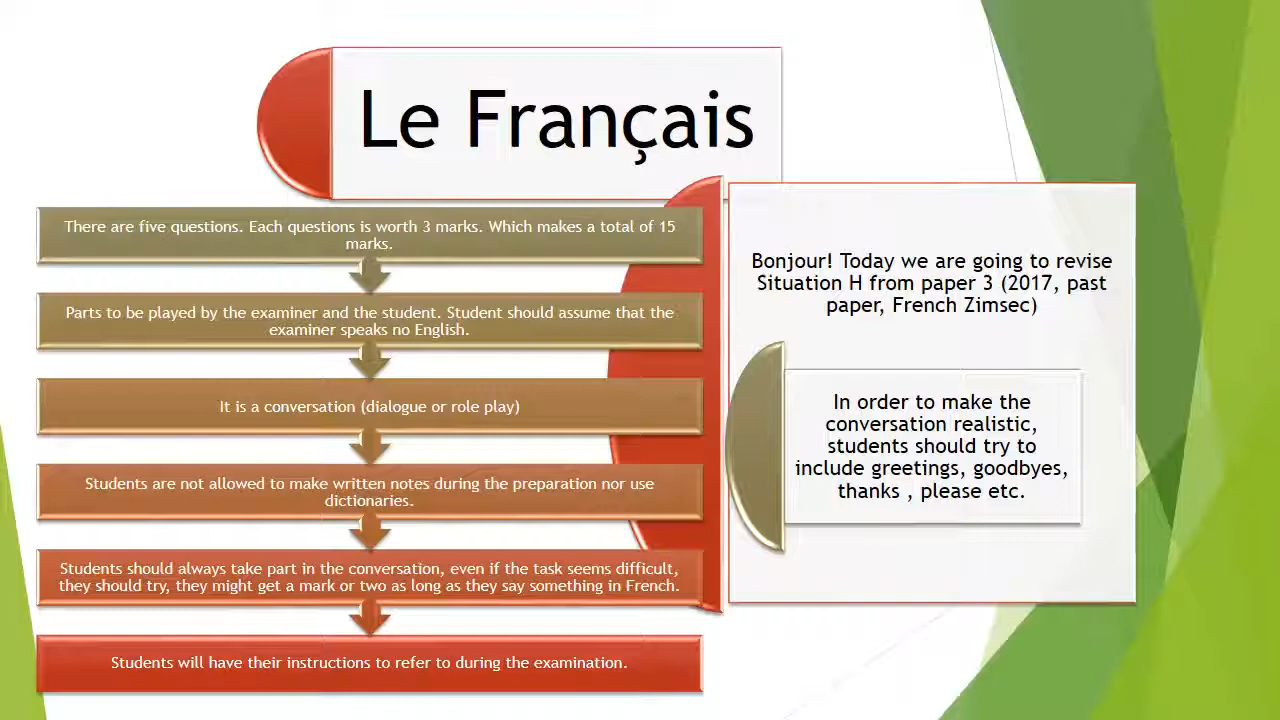 Le Français
There are five questions. Each questions is worth 3 marks. Which makes a total of 15
marks.
Parts to be played by the examiner and the student. Student should assume that the
examiner speaks no English.
It is a conversation (dialogue or role play)
Students are not allowed to make written notes during the preparation nor use
dictionaries.
Students should always take part in the conversation, even if the task seems difficult,
they should try, they might get a mark or two as long as they say something in French.
Students will have their instructions to refer to during the examination.
Bonjour! Today we are going to revise
Situation H from paper 3 (2017, past
paper, French Zimsec)
In order to make the
conversation realistic,
students should try to
include greetings, goodbyes,
thanks , please etc.